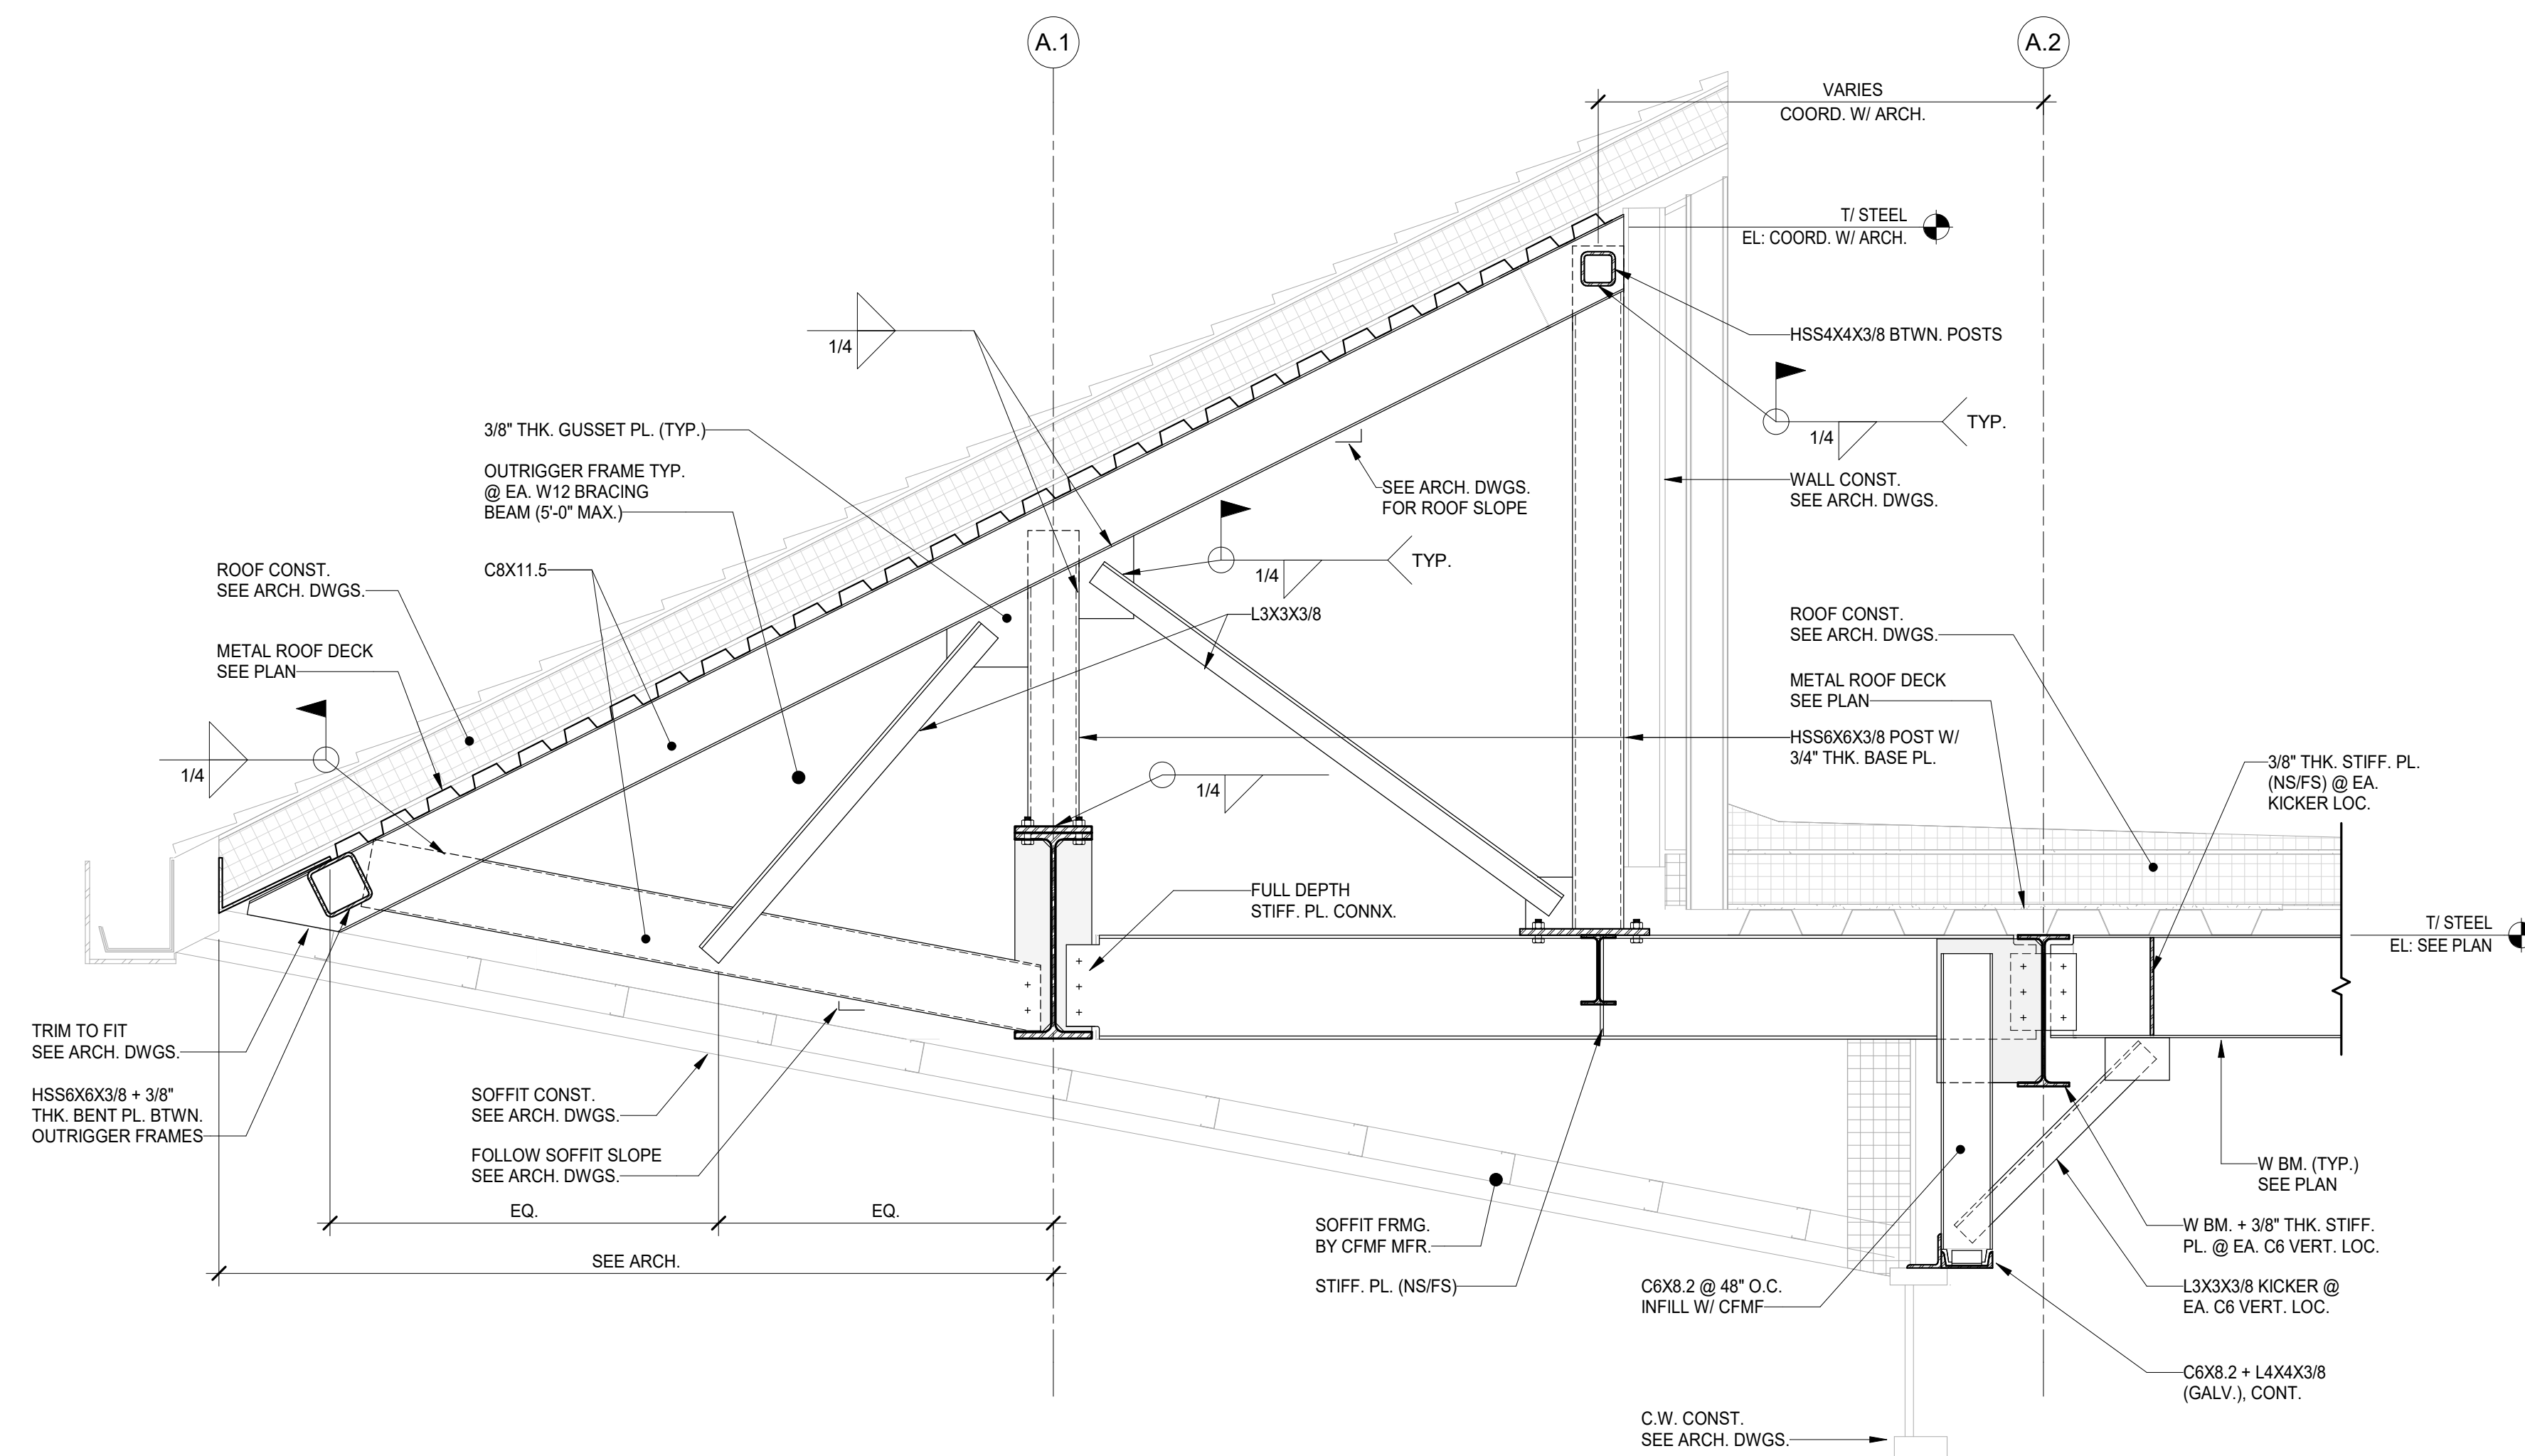 A.1
A.2
VARIES
COORD. W/ ARCH.
T/ STEEL
EL: COORD. W/ ARCH.
1/4
HSS4X4X3/8 BTWN. POSTS
1/4
TYP.
3/8" THK. GUSSET PL. (TYP.)
OUTRIGGER FRAME TYP.
@ EA. W12 BRACING
BEAM (5'-0" MAX.)
SEE ARCH. DWGS.
FOR ROOF SLOPE
WALL CONST.
SEE ARCH. DWGS.
C8X11.5
1/4
TYP.
ROOF CONST.
SEE ARCH. DWGS.
L3X3X3/8
ROOF CONST.
SEE ARCH. DWGS.
METAL ROOF DECK
SEE PLAN
METAL ROOF DECK
SEE PLAN
HSS6X6X3/8 POST W/
3/4" THK. BASE PL.
1/4
1/4
3/8" THK. STIFF. PL.
(NS/FS) @ EA.
KICKER LOC.
FULL DEPTH
STIFF. PL. CONNX.
T/ STEEL
EL: SEE PLAN
TRIM TO FIT
SEE ARCH. DWGS.
HSS6X6X3/8 + 3/8"
THK. BENT PL. BTWN.
OUTRIGGER FRAMES
SOFFIT CONST.
SEE ARCH. DWGS.
FOLLOW SOFFIT SLOPE
SEE ARCH. DWGS.
W BM. (TYP.)
SEE PLAN
EQ.
EQ.
SOFFIT FRMG.
BY CFMF MFR.
W BM. + 3/8" THK. STIFF.
PL. @ EA. C6 VERT. LOC.
SEE ARCH.
STIFF. PL. (NS/FS)
C6X8.2 @ 48" O.C.
INFILL W/ CFMF
L3X3X3/8 KICKER @
EA. C6 VERT. LOC.
C6X8.2 + L4X4X3/8
(GALV.), CONT.
C.W. CONST.
SEE ARCH. DWGS.